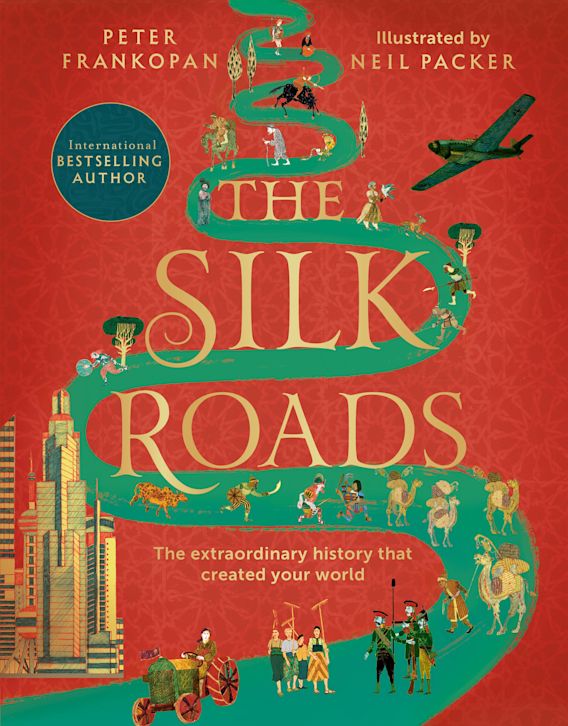 PETER
FRANKOPAN
Illustrated by
NEIL PACKER
International
BESTSELLING
AUTHOR
THE
SILK
ROADS
The extraordinary history that
created your world